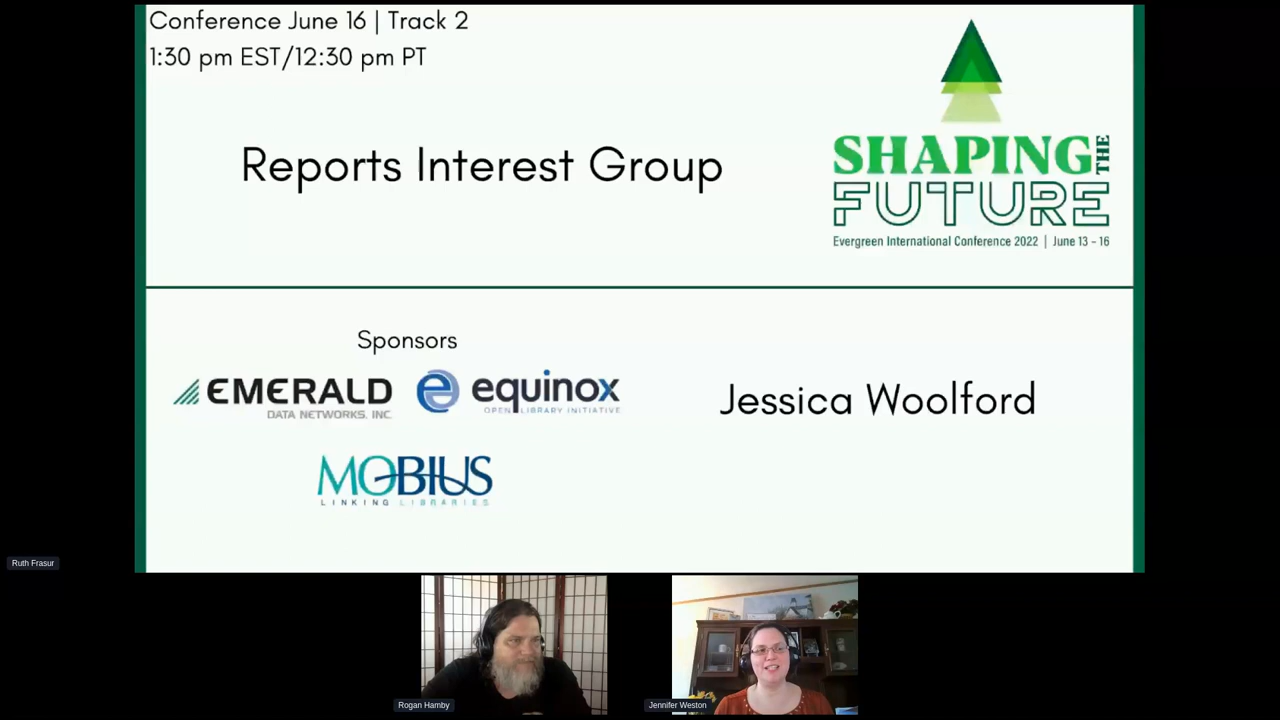 Conference June 16 | Track 2
1:30 pm EST/12:30 pm PT
Reports Interest Group
SHAPING THE
FUTURE
Evergreen International Conference 2022 | June 13 - 16
Sponsors
EMERALD
DATA NETWORKS, INC.
e equinox
OPEN LIBRARY INITIATIVE
MOBIUS
LINKING LIBRARIES
Jessica Woolford
Ruth Frasur
Rogan Hamby
Jennifer Weston